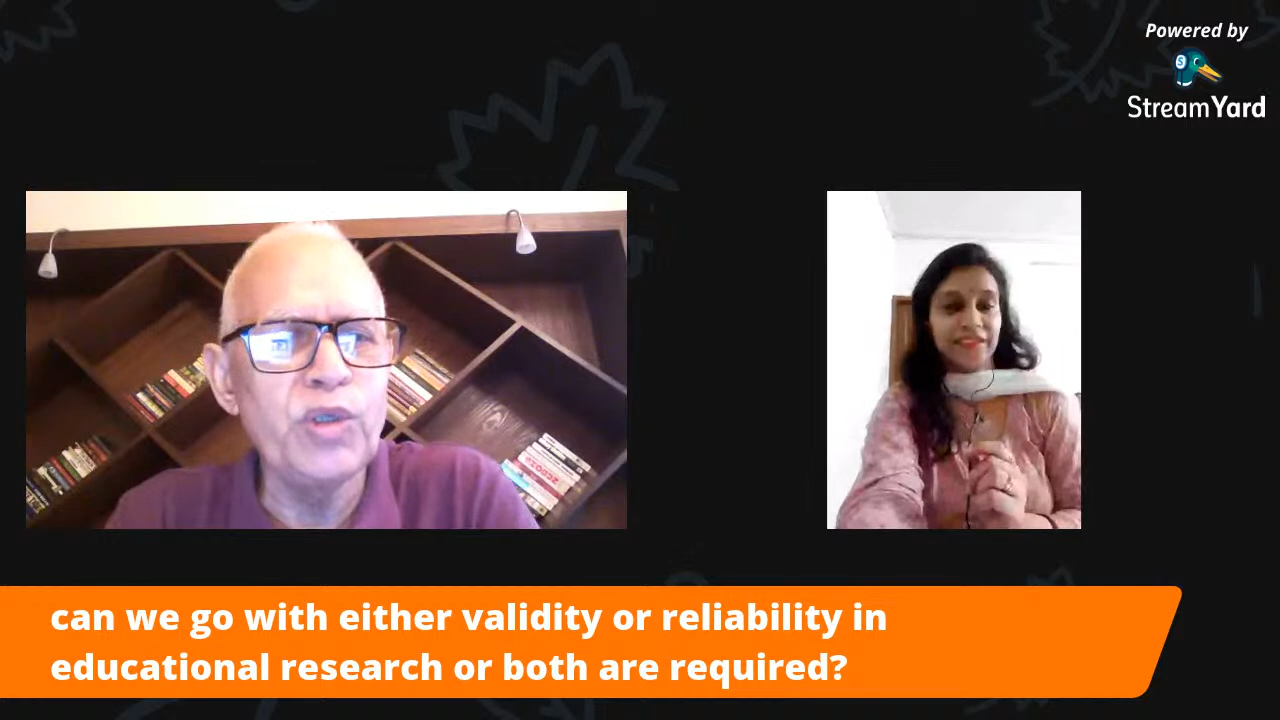 Powered by
StreamYard
can we go with either validity or reliability in
educational research or both are required?